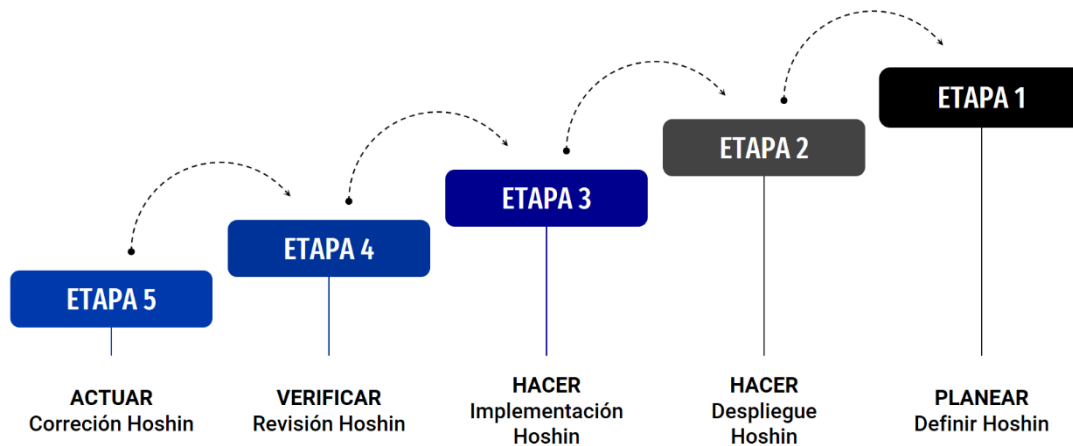 ETAPA 5
ACTUAR
Correción Hoshin
ETAPA 4
VERIFICAR
Revisión Hoshin
ETAPA 3
HACER
Implementación
Hoshin
ETAPA 2
HACER
Despliegue
Hoshin
ETAPA 1
PLANEAR
Definir Hoshin